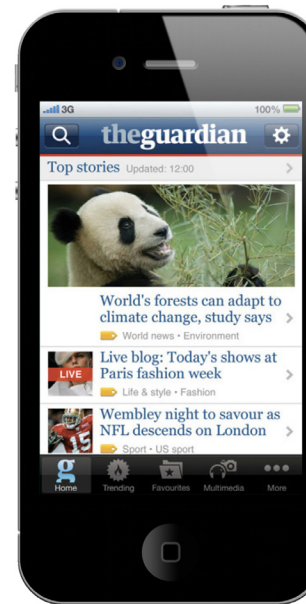 3G 100%
theguardian
Top stories Updated: 12:00
World's forests can adapt to
climate change, study says
World news • Environment
LIVE
Live blog: Today's shows at
Paris fashion week
Life & style • Fashion
Wembley night to savour as
NFL descends on London
Sport • US sport
g
Home Trending Favourites Multimedia More